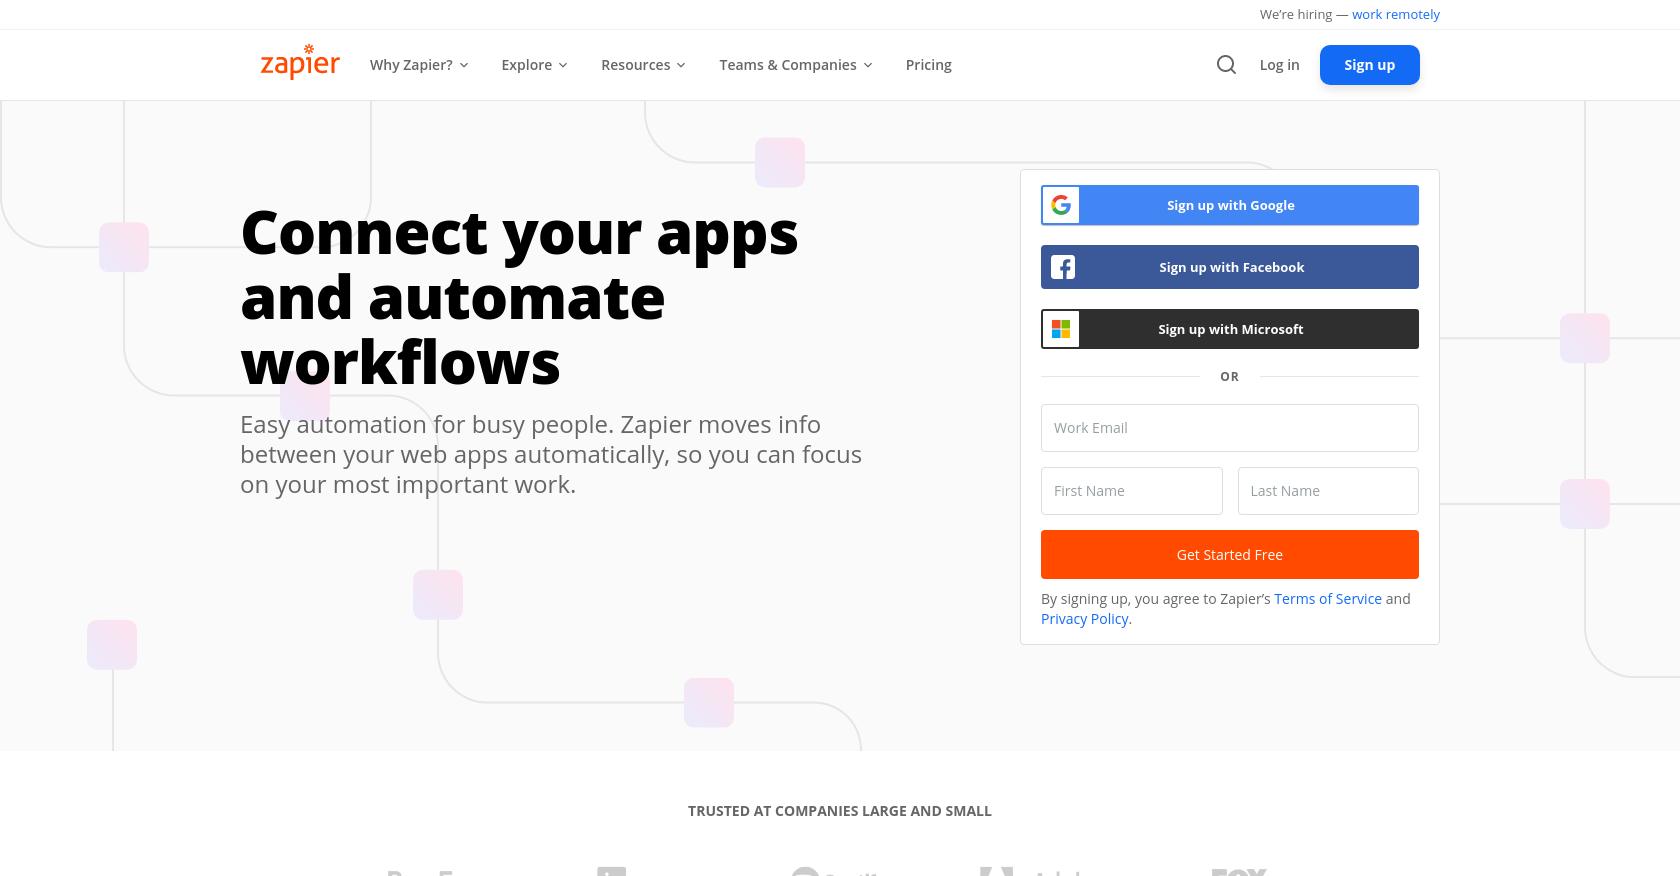 We're hiring — work remotely
zapier
Why Zapier?
Explore
Resources
Teams & Companies
Pricing
Log in
Sign up
Connect your apps
and automate
workflows
Easy automation for busy people. Zapier moves info
between your web apps automatically, so you can focus
on your most important work.
Sign up with Google
Sign up with Facebook
Sign up with Microsoft
OR
Work Email
First Name
Last Name
Get Started Free
By signing up, you agree to Zapier's Terms of Service and
Privacy Policy.
TRUSTED AT COMPANIES LARGE AND SMALL